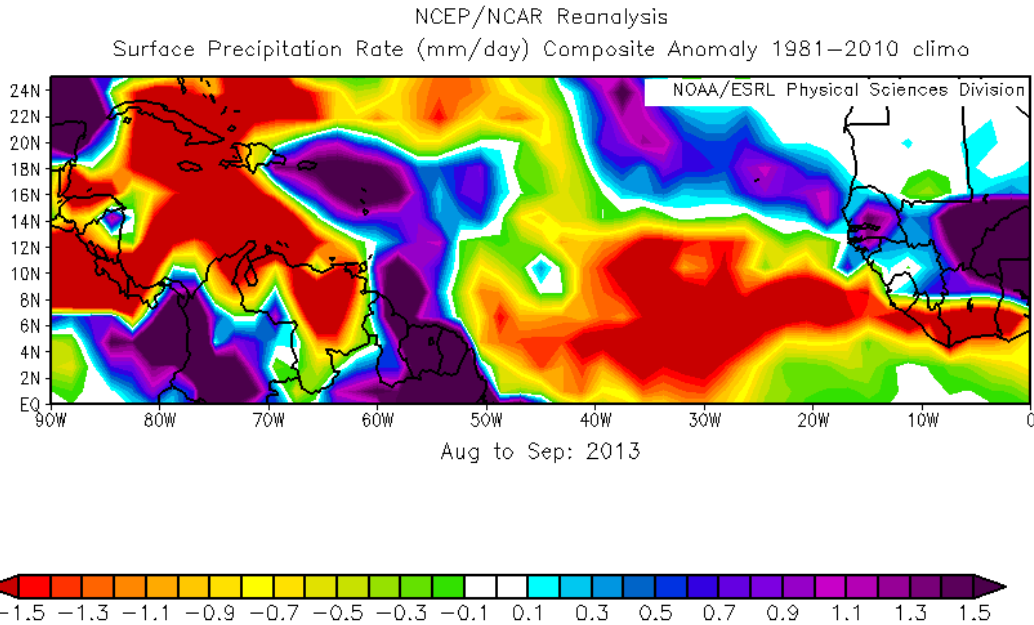 NCEP/NCAR Reanalysis
Surface Precipitation Rate (mm/day) Composite Anomaly 1981-2010 climo
NOAA/ESRL Physical Sciences Division
24N
22N
20N
18N
16N
14N
12N
10N
8N
6N
4N
2N
EQ
90W 80W 70W 60W 50W 40W 30W 20W 10W 0
Aug to Sep: 2013
-1.5 -1.3 -1.1 -0.9 -0.7 -0.5 -0.3 -0.1 0.1 0.3 0.5 0.7 0.9 1.1 1.3 1.5